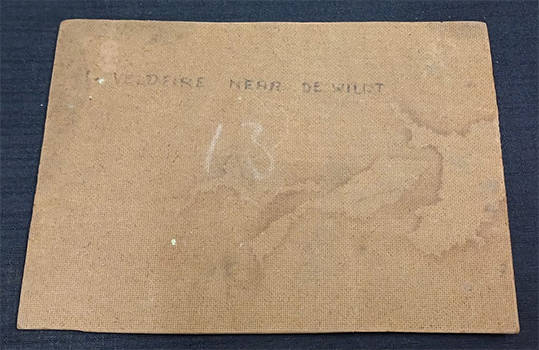 VELDFIRE NEAR DE WILDT
13